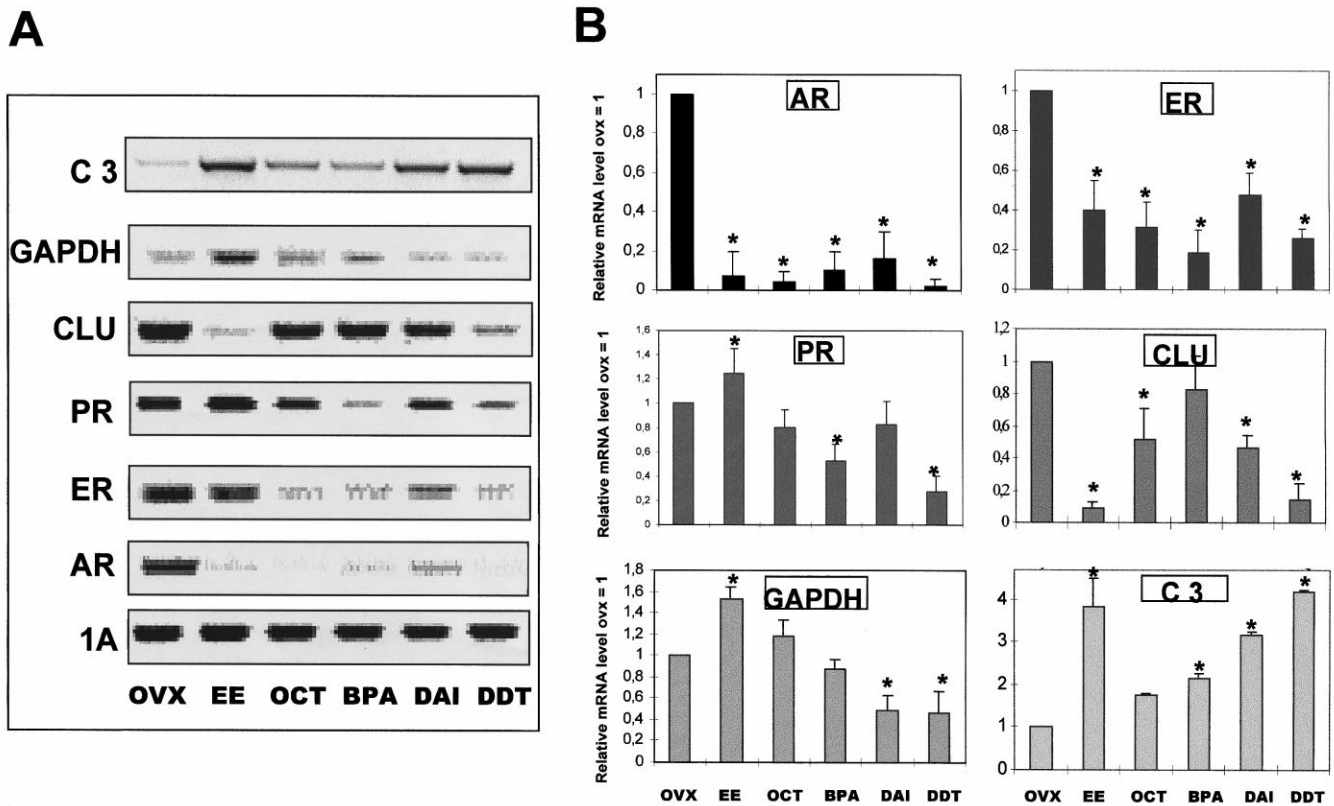 A
C 3
GAPDH
CLU
PR
ER
AR
1A
OVX EE OCT BPA DAI DDT
B
Relative mRNA level ovx = 1
AR
1
0,8
0,6
0,4
0,2
0
* * * * *
ER
1
0,8
0,6
0,4
0,2
0
* * * * *
Relative mRNA level ovx = 1
PR
1,6
1,4
1,2
1
0,8
0,6
0,4
0,2
0
* * *
CLU
1,2
1
0,8
0,6
0,4
0,2
0
* * * *
Relative mRNA level ovx = 1
GAPDH
1,8
1,6
1,4
1,2
1
0,8
0,6
0,4
0,2
0
* * *
OVX EE OCT BPA DAI DDT
C 3
4
3
2
1
0
* * * *
OVX EE OCT BPA DAI DDT